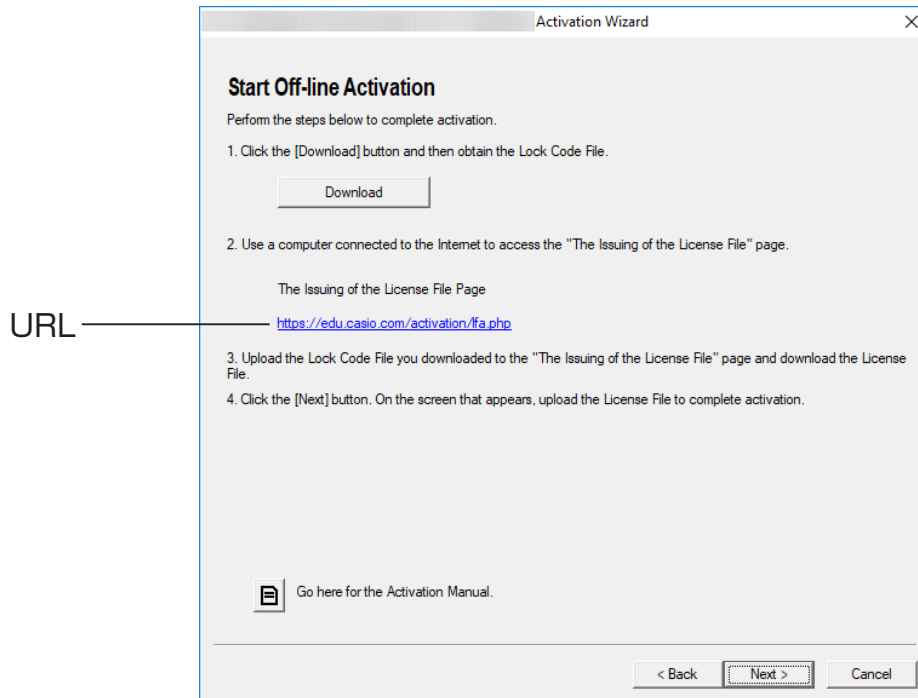 Activation Wizard
Start Off-line Activation
Perform the steps below to complete activation.
1. Click the [Download] button and then obtain the Lock Code File.
Download
2. Use a computer connected to the Internet to access the "The Issuing of the License File" page.
The Issuing of the License File Page
URL
https://edu.casio.com/activation/lfa.php
3. Upload the Lock Code File you downloaded to the "The Issuing of the License File" page and download the License
File.
4. Click the [Next] button. On the screen that appears, upload the License File to complete activation.
Go here for the Activation Manual.
< Back
Next >
Cancel